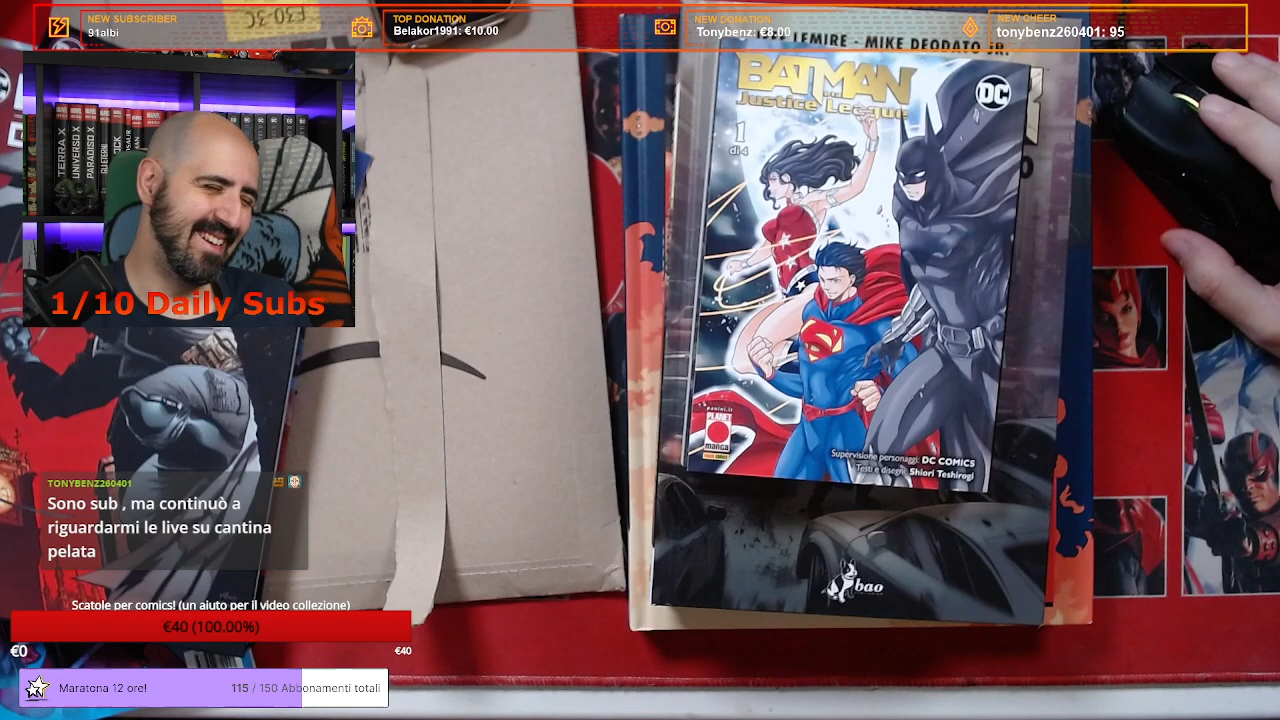 NEW SUBSCRIBER
91albi
TOP DONATION
Belakor1991: €10.00
NEW DONATION
Tonybenz: €8.00
NEW CHEER
tonybenz260401: 95
LEMIRE - MIKE DEODATO JR.
BATMAN
Justice League
DC
1
di 4
TERRA X
UNIVERSO X
PARADISO X
1/10 Daily Subs
panini.it
PLANET
manga
Supervisione personaggi: DC COMICS
Testi e disegni: Shiori Teshirogi
TONYBENZ260401
Sono sub , ma continuò a
riguardarmi le live su cantina
pelata
bao
Scatole per comics! (un aiuto per il video collezione)
€40 (100.00%)
€0
€40
Maratona 12 ore!
115 / 150 Abbonamenti totali